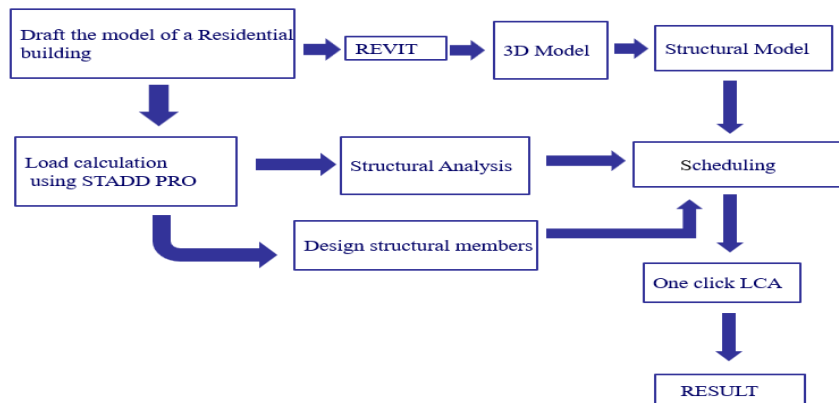 Draft the model of a Residential
building
REVIT
3D Model
Structural Model
Load calculation
using STADD PRO
Structural Analysis
Scheduling
Design structural members
One click LCA
RESULT